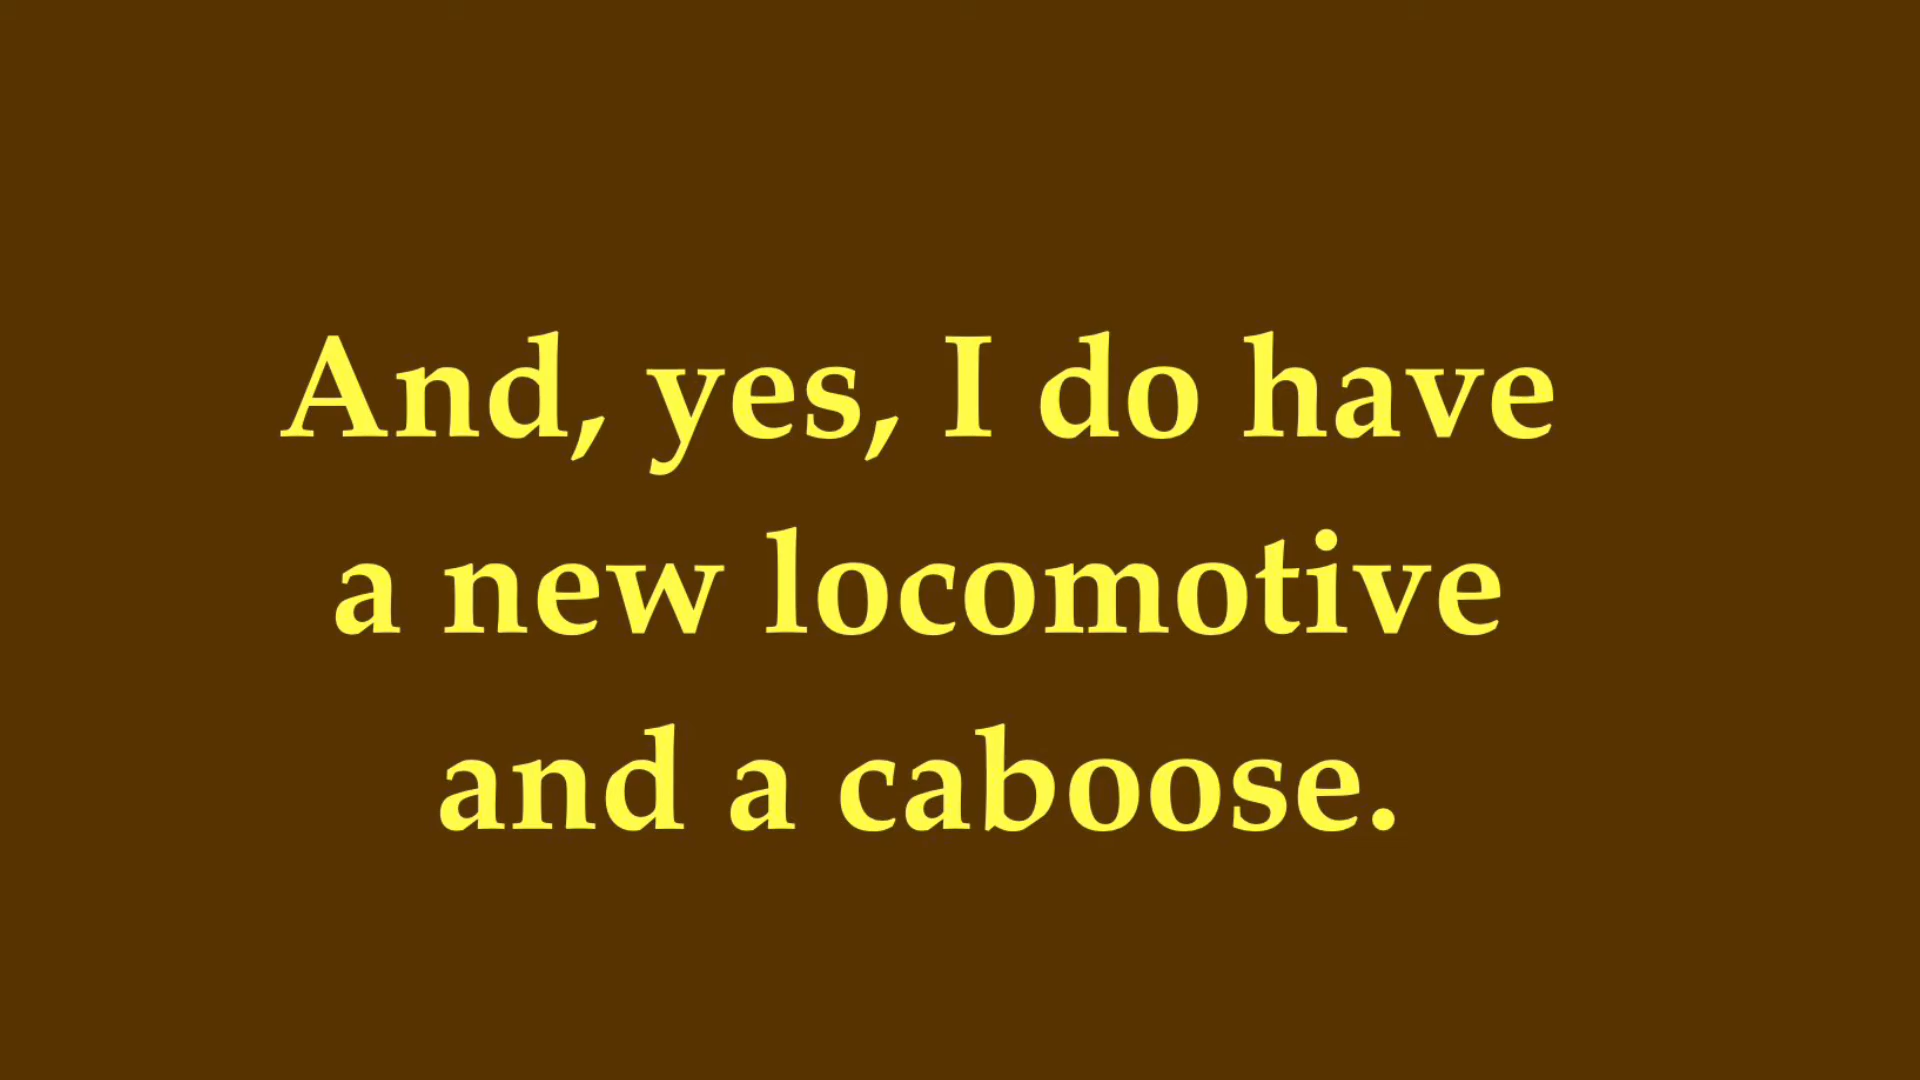 And, yes, I do have
a new locomotive
and a caboose.